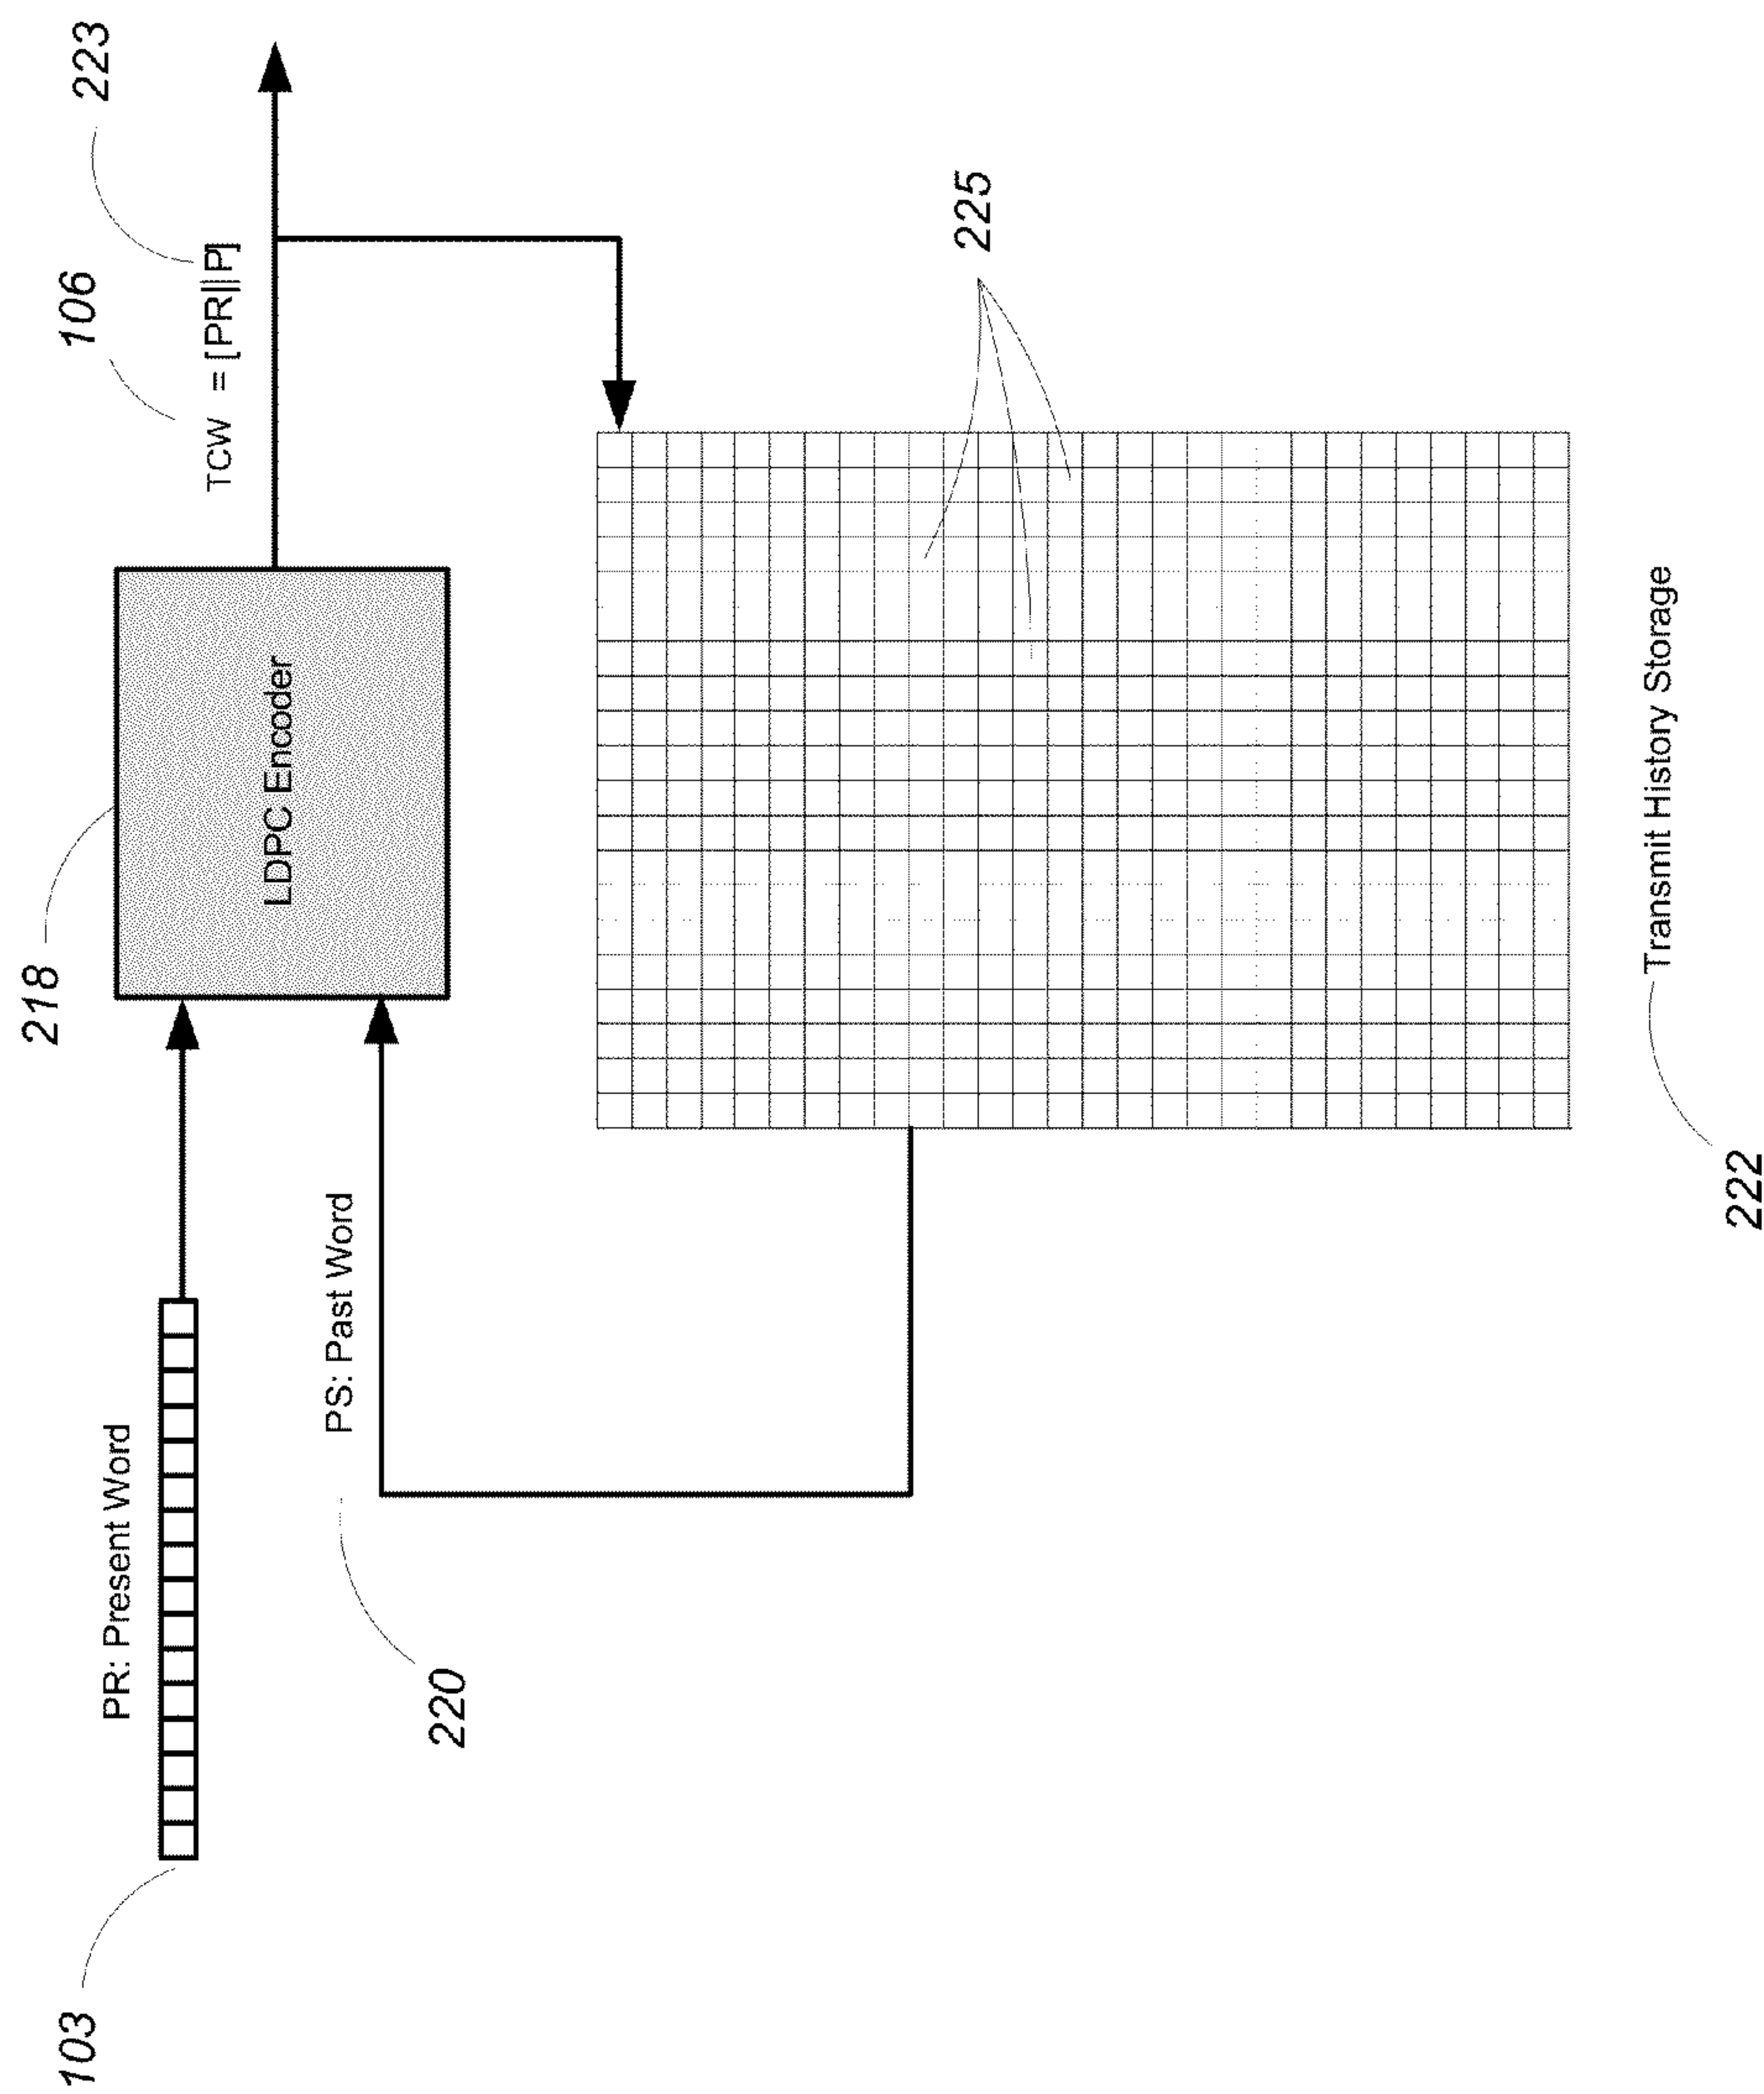 103
PR: Present Word
218
LDPC Encoder
106
223
TCW = [PR||P]
220
PS: Past Word
225
222
Transmit History Storage